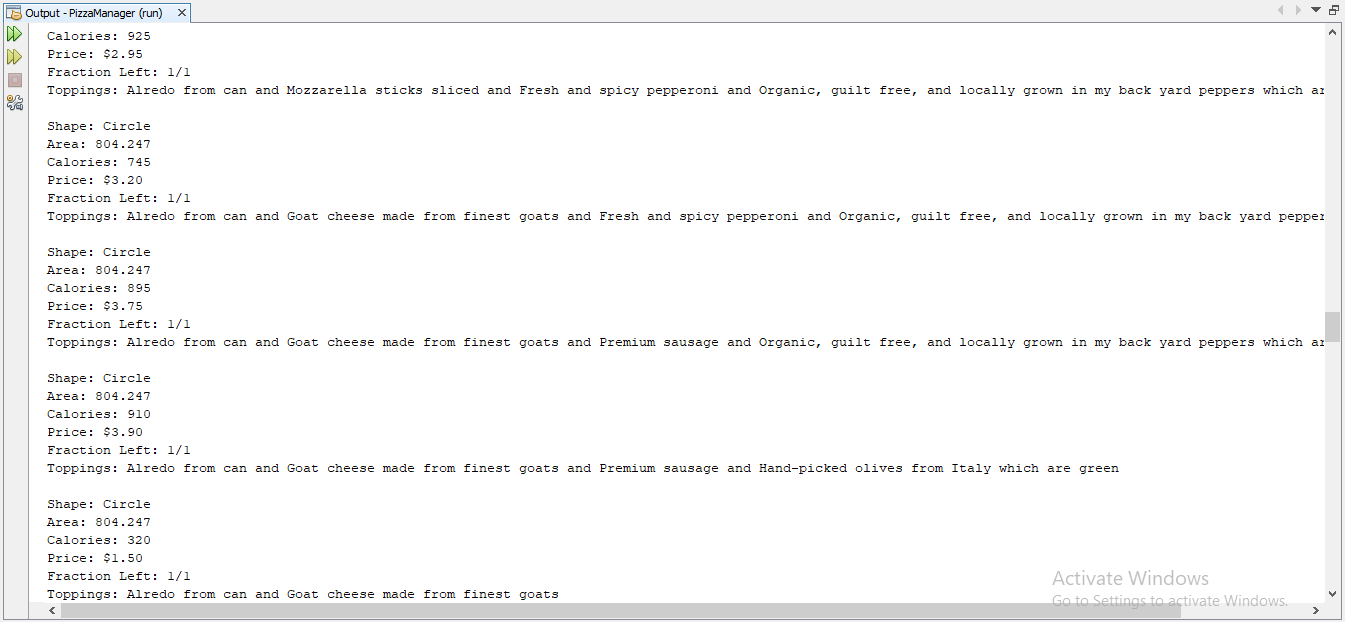 Output - PizzaManager (run)
Calories: 925
Price: $2.95
Fraction Left: 1/1
Toppings: Alredo from can and Mozzarella sticks sliced and Fresh and spicy pepperoni and Organic, guilt free, and locally grown in my back yard peppers which
Shape: Circle
Area: 804.247
Calories: 745
Price: $3.20
Fraction Left: 1/1
Toppings: Alredo from can and Goat cheese made from finest goats and Fresh and spicy pepperoni and Organic, guilt free, and locally grown in my back yard
Shape: Circle
Area: 804.247
Calories: 895
Price: $3.75
Fraction Left: 1/1
Toppings: Alredo from can and Goat cheese made from finest goats and Premium sausage and Organic, guilt free, and locally grown in my back yard peppers which
Shape: Circle
Area: 804.247
Calories: 910
Price: $3.90
Fraction Left: 1/1
Toppings: Alredo from can and Goat cheese made from finest goats and Premium sausage and Hand-picked olives from Italy which are green
Shape: Circle
Area: 804.247
Calories: 320
Price: $1.50
Fraction Left: 1/1
Toppings: Alredo from can and Goat cheese made from finest goats
Activate Windows
Go to Settings to activate Windows.